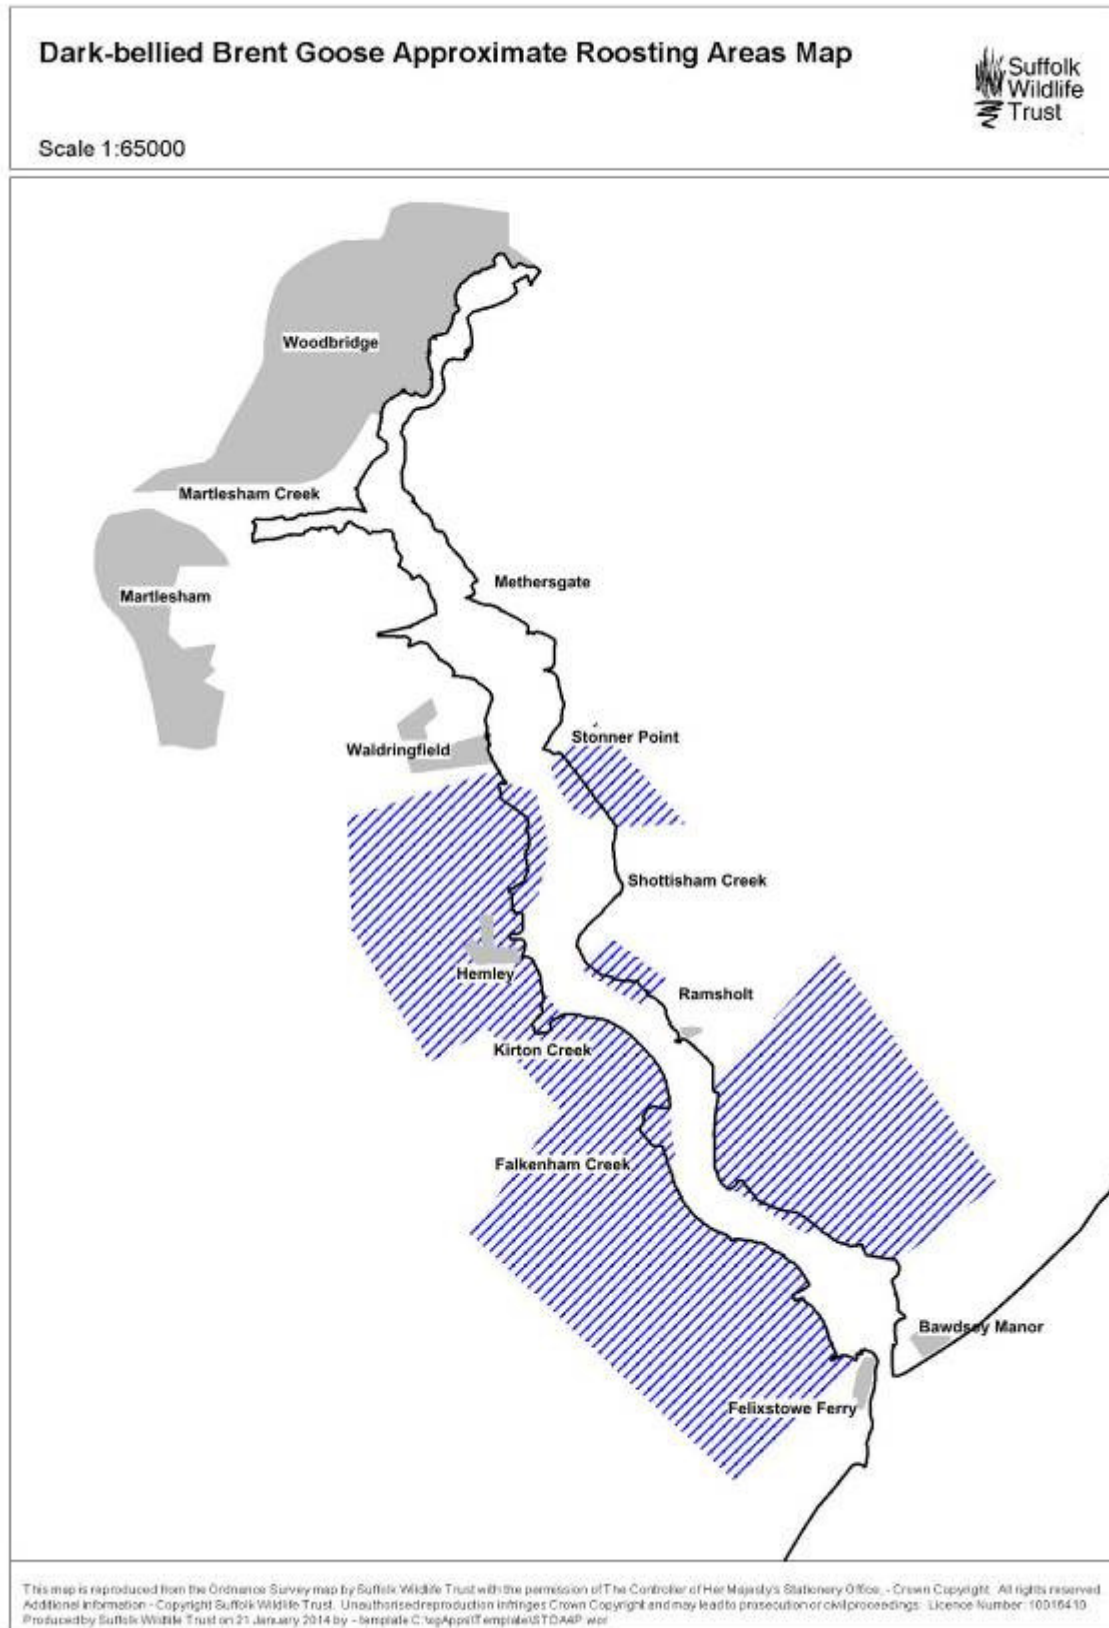 Dark-bellied Brent Goose Approximate Roosting Areas Map
Suffolk
Wildlife
Trust
Scale 1:65000
Woodbridge
Martlesham Creek
Methersgate
Martlesham
Stonner Point
Waldringfield
Shottisham Creek
Hemley
Ramsholt
Kirton Creek
Falkenham Creek
Bawdsey Manor
Felixstowe Ferry
This map is reproduced from the Ordnance Survey map by Suffolk Wildlife Trust with the permission of The Controller of Her Majesty's Stationery Office, - Crown Copyright. All rights reserved
Additional Information - Copyright Suffolk Wildlife Trust. Unauthorised reproduction infringes Crown Copyright and may lead to prosecution or civil proceedings. Licence Number: 10016410
Produced by Suffolk Wildlife Trust on 21 January 2014 by - template